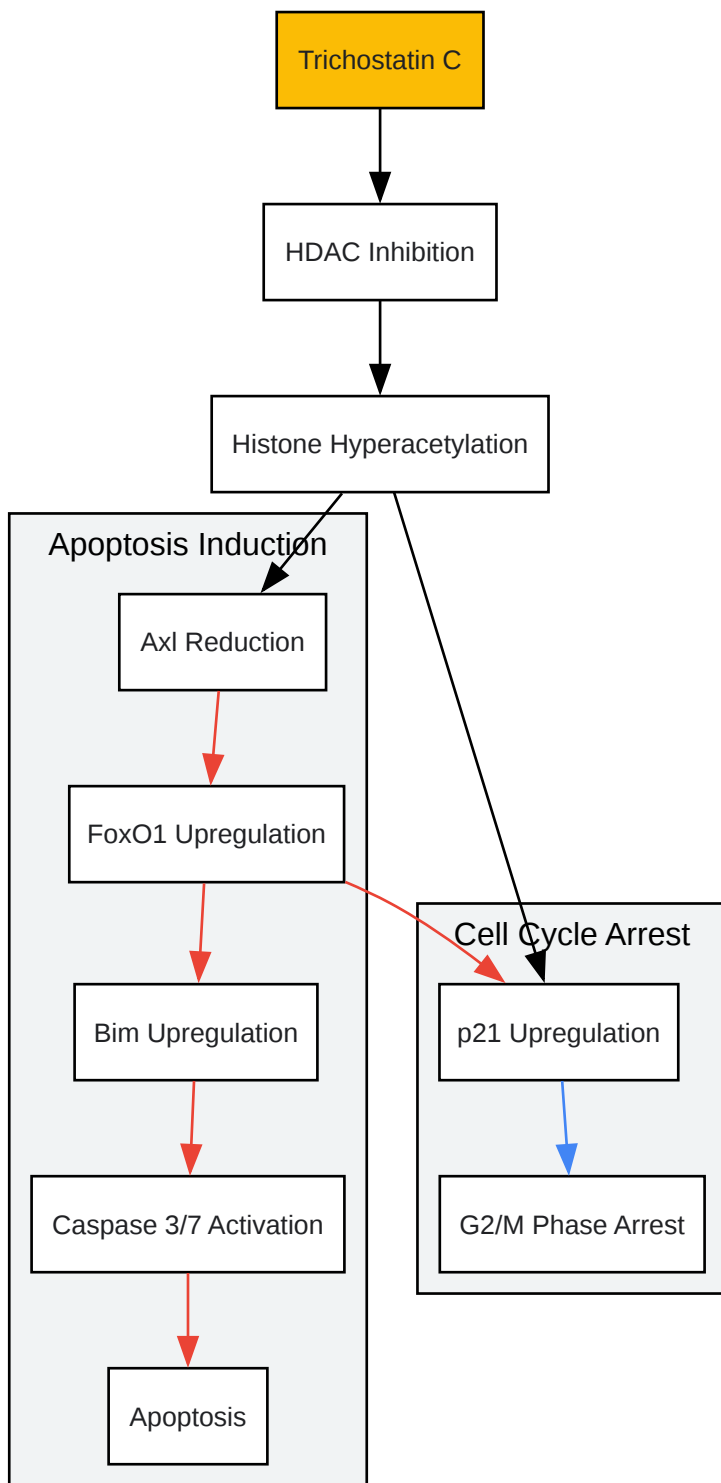 Trichostatin C
HDAC Inhibition
Histone Hyperacetylation
Apoptosis Induction
Axl Reduction
FoxO1 Upregulation
Cell Cycle Arrest
Bim Upregulation
p21 Upregulation
Caspase 3/7 Activation
G2/M Phase Arrest
Apoptosis